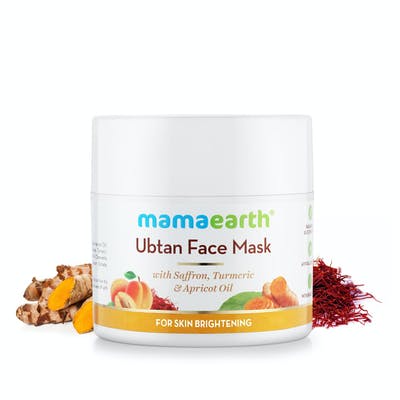 mamaearth®
Ubtan Face Mask
with Saffron, Turmeric
& Apricot Oil
FOR SKIN BRIGHTENING